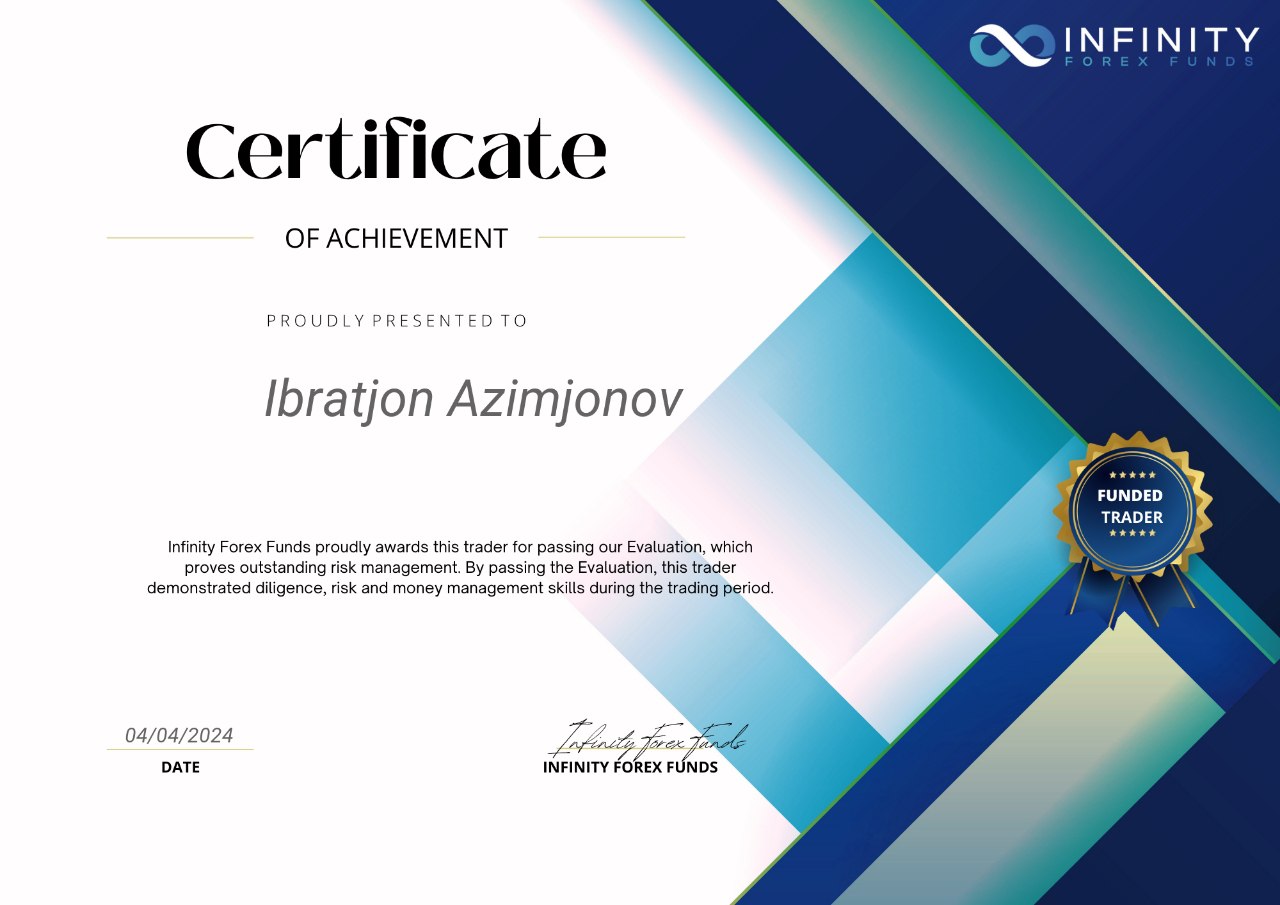 INFINITY
FOREX FUNDS
Certificate
OF ACHIEVEMENT
PROUDLY PRESENTED TO
Ibratjon Azimjonov
FUNDED
TRADER
Infinity Forex Funds proudly awards this trader for passing our Evaluation, which
proves outstanding risk management. By passing the Evaluation, this trader
demonstrated diligence, risk and money management skills during the trading period.
04/04/2024
DATE
Infinity Forex Funds
INFINITY FOREX FUNDS